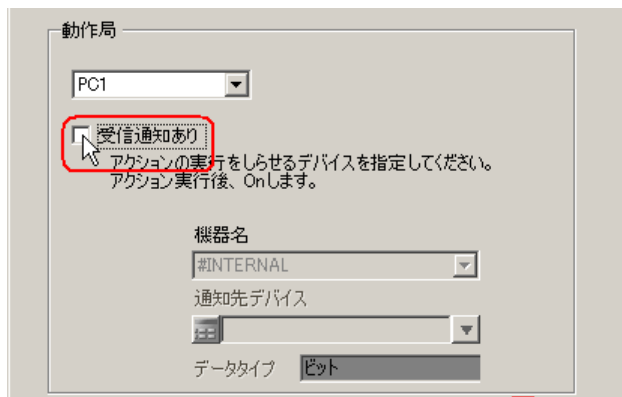 動作局
PC1
受信通知あり
アクションの実行をしらせるデバイスを指定してください。
アクション実行後、Onします。
機器名
#INTERNAL
通知先デバイス
データタイプ ビット